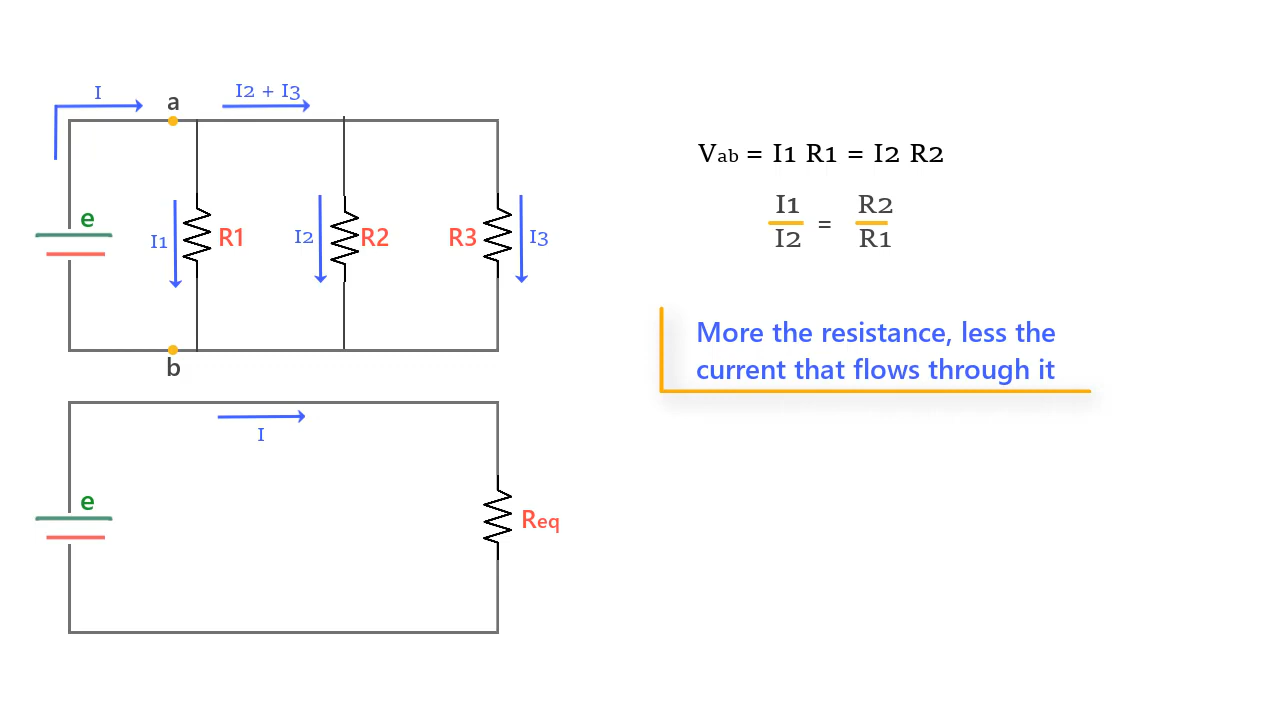 I
a
I2 + I3
e
I1
R1
I2
R2
R3
I3
b
I
e
Req
Vab = I1 R1 = I2 R2
I1 R2
=
I2 R1
More the resistance, less the
current that flows through it